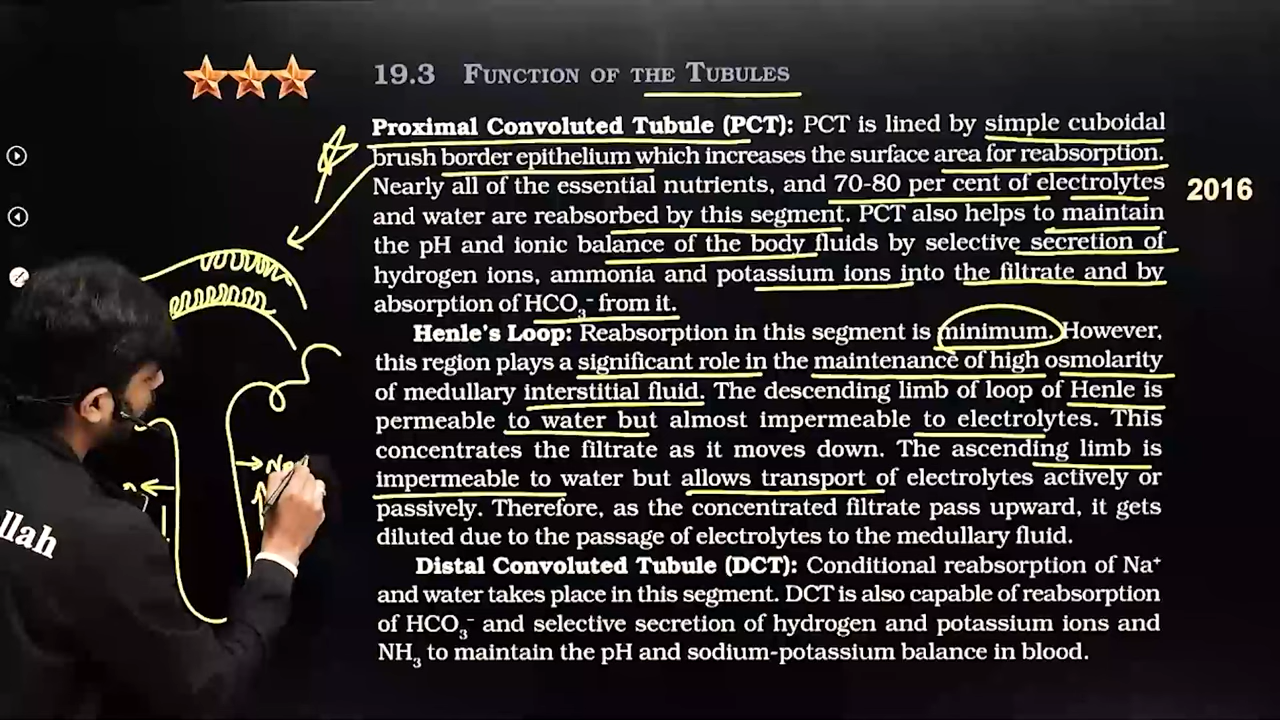 19.3 FUNCTION OF THE TUBULES
Proximal Convoluted Tubule (PCT): PCT is lined by simple cuboidal
brush border epithelium which increases the surface area for reabsorption.
Nearly all of the essential nutrients, and 70-80 per cent of electrolytes
2016
and water are reabsorbed by this segment. PCT also helps to maintain
the pH and ionic balance of the body fluids by selective secretion of
hydrogen ions, ammonia and potassium ions into the filtrate and by
absorption of HCO₃⁻ from it.
Henle's Loop: Reabsorption in this segment is minimum. However,
this region plays a significant role in the maintenance of high osmolarity
of medullary interstitial fluid. The descending limb of loop of Henle is
permeable to water but almost impermeable to electrolytes. This
concentrates the filtrate as it moves down. The ascending limb is
impermeable to water but allows transport of electrolytes actively or
passively. Therefore, as the concentrated filtrate pass upward, it gets
diluted due to the passage of electrolytes to the medullary fluid.
Distal Convoluted Tubule (DCT): Conditional reabsorption of Na⁺
and water takes place in this segment. DCT is also capable of reabsorption
of HCO₃⁻ and selective secretion of hydrogen and potassium ions and
NH₃ to maintain the pH and sodium-potassium balance in blood.
llah